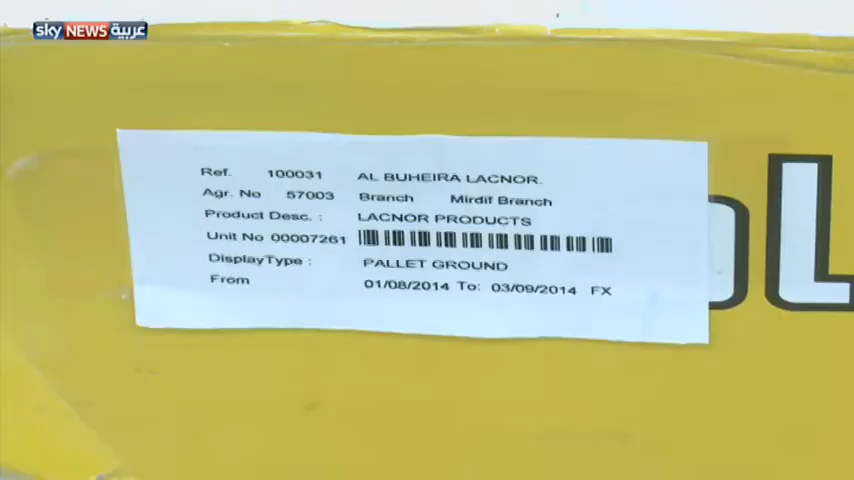 sky NEWS عربية
Ref. 100031 AL BUHEIRA LACNOR.
Agr. No 57003 Branch Mirdif Branch
Product Desc. : LACNOR PRODUCTS
Unit No 00007261
DisplayType : PALLET GROUND
From 01/08/2014 To: 03/09/2014 FX